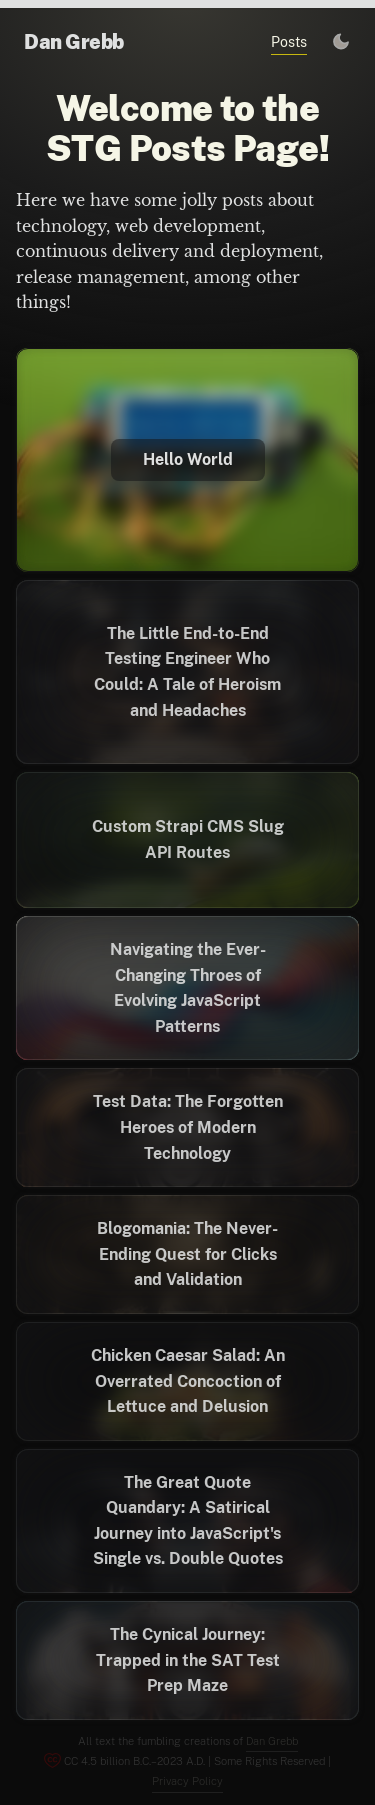 Dan Grebb
Posts
Welcome to the
STG Posts Page!
Here we have some jolly posts about
technology, web development,
continuous delivery and deployment,
release management, among other
things!
Hello World
The Little End-to-End
Testing Engineer Who
Could: A Tale of Heroism
and Headaches
Custom Strapi CMS Slug
API Routes
Navigating the Ever-
Changing Throes of
Evolving JavaScript
Patterns
Test Data: The Forgotten
Heroes of Modern
Technology
Blogomania: The Never-
Ending Quest for Clicks
and Validation
Chicken Caesar Salad: An
Overrated Concoction of
Lettuce and Delusion
The Great Quote
Quandary: A Satirical
Journey into JavaScript's
Single vs. Double Quotes
The Cynical Journey:
Trapped in the SAT Test
Prep Maze
All text the fumbling creations of Dan Grebb
CC 4.5 billion B.C.–2023 A.D. | Some Rights Reserved |
Privacy Policy